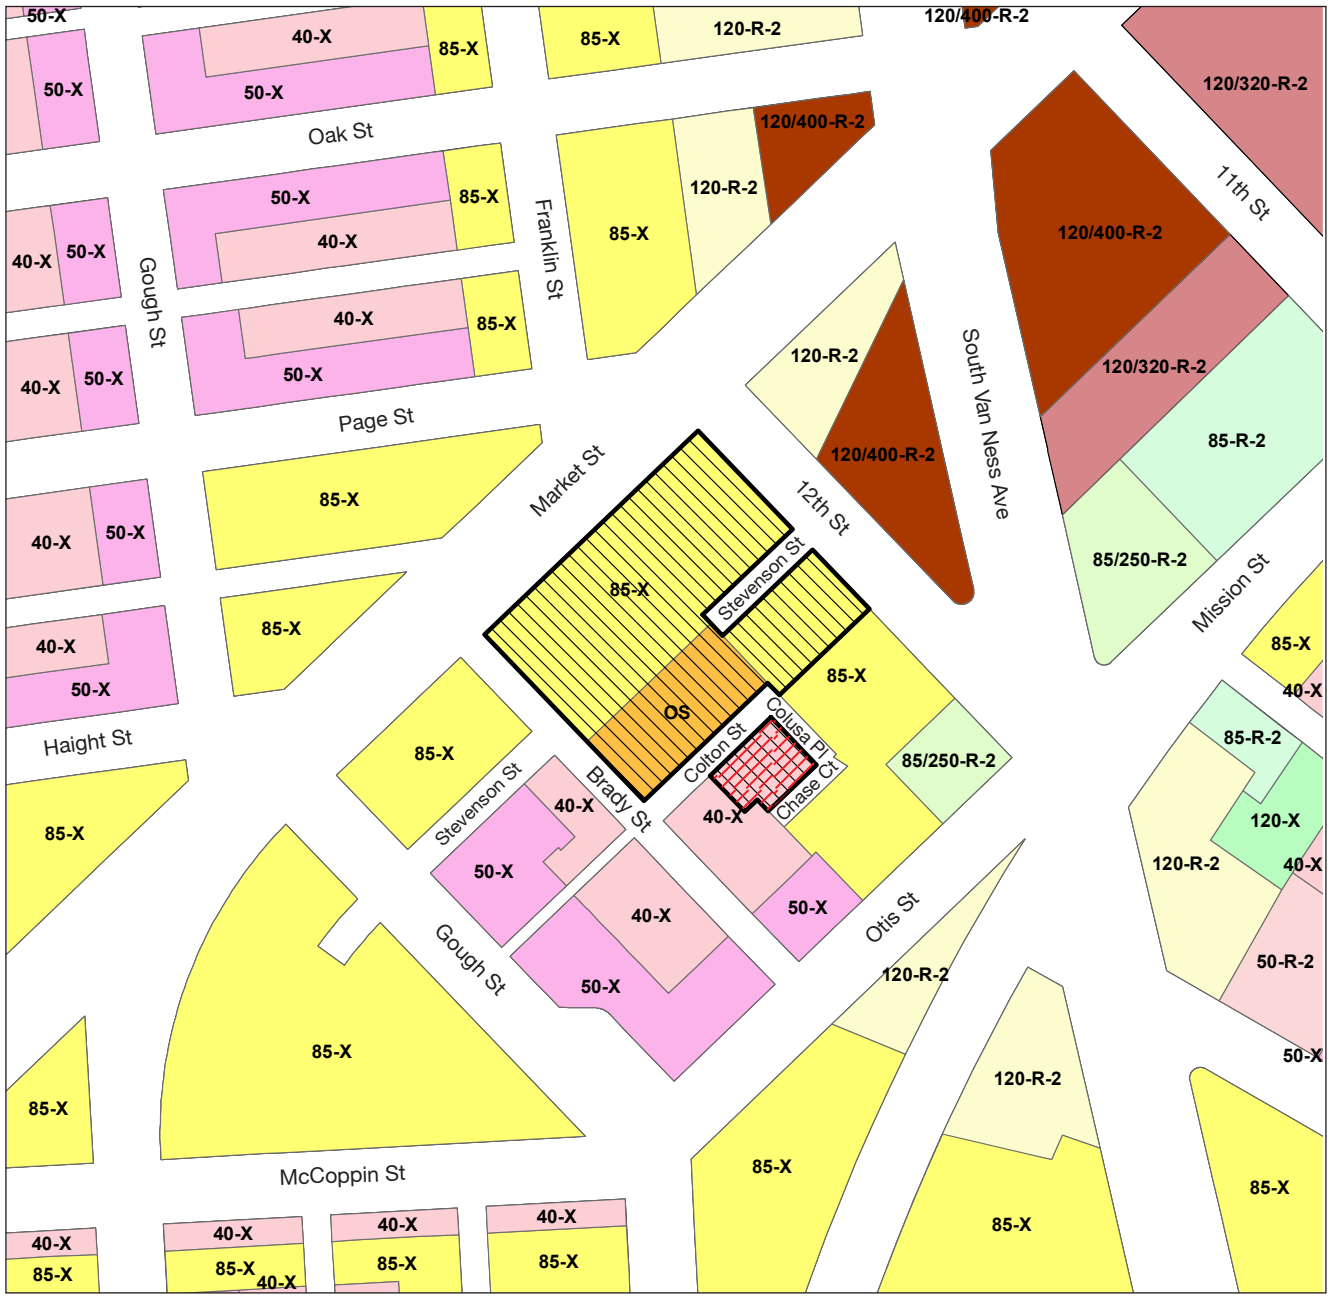 50-X
120/400-R-2
40-X
85-X
85-X
120-R-2
50-X
50-X
120/320-R-2
Oak St
120/400-R-2
11th St
50-X
85-X
120-R-2
Franklin St
85-X
120/400-R-2
40-X
50-X
40-X
Gough St
40-X
85-X
120-R-2
South Van Ness Ave
120/320-R-2
40-X
50-X
50-X
Page St
85-R-2
Market St
120/400-R-2
85-X
12th St
40-X
50-X
85/250-R-2
Stevenson St
85-X
Mission St
85-X
40-X
85-X
85-X
50-X
40-X
OS
Colusa Pl
Haight St
85-X
Colton St
85-R-2
85/250-R-2
Stevenson St
Brady St
40-X
Chase Ct
40-X
120-X
85-X
50-X
120-R-2
40-X
40-X
50-X
Otis St
Gough St
50-X
120-R-2
50-R-2
85-X
50-X
120-R-2
85-X
85-X
McCoppin St
85-X
40-X
40-X
40-X
40-X
85-X
85-X
85-X
85-X
85-X
40-X
85-X